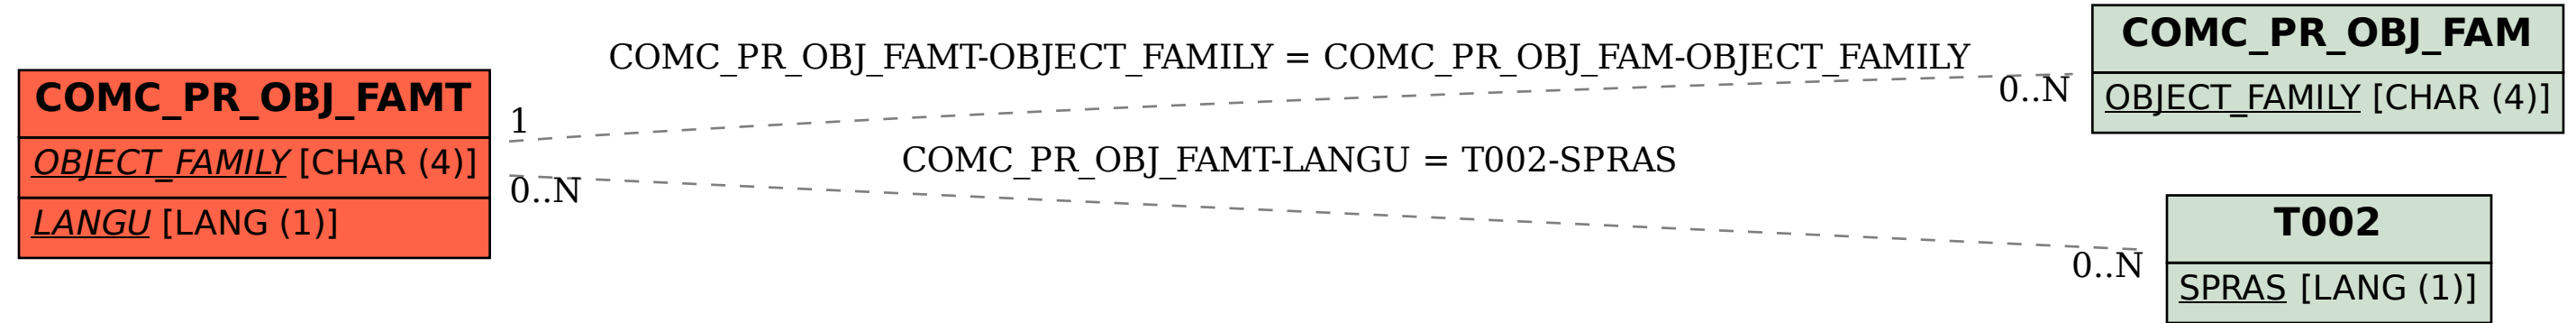 COMC_PR_OBJ_FAMT
OBJECT_FAMILY [CHAR (4)]
LANGU [LANG (1)]
COMC_PR_OBJ_FAMT-OBJECT_FAMILY = COMC_PR_OBJ_FAM-OBJECT_FAMILY
1
0..N
COMC_PR_OBJ_FAMT-LANGU = T002-SPRAS
0..N
0..N
COMC_PR_OBJ_FAM
OBJECT_FAMILY [CHAR (4)]
T002
SPRAS [LANG (1)]